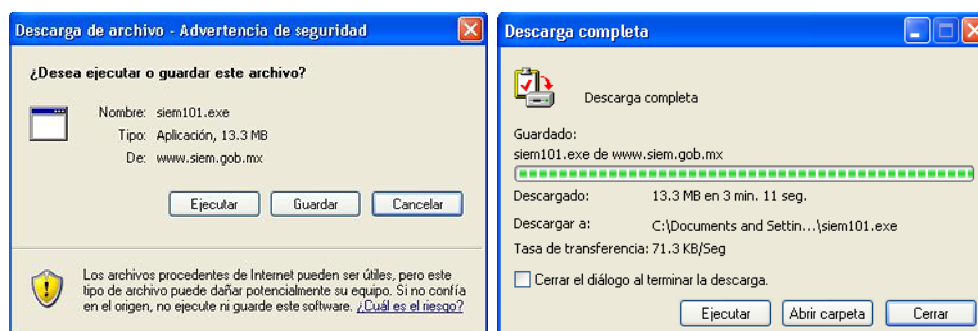 Descarga de archivo - Advertencia de seguridad
¿Desea ejecutar o guardar este archivo?
Nombre: siem101.exe
Tipo: Aplicación, 13.3 MB
De: www.siem.gob.mx
Ejecutar Guardar Cancelar
Los archivos procedentes de Internet pueden ser útiles, pero este
tipo de archivo puede dañar potencialmente su equipo. Si no confía
en el origen, no ejecute ni guarde este software. ¿Cuál es el riesgo?
Descarga completa
Descarga completa
Guardado:
siem101.exe de www.siem.gob.mx
Descargado: 13.3 MB en 3 min. 11 seg.
Descargar a: C:\Documents and Settin...\siem101.exe
Tasa de transferencia: 71.3 KB/Seg
Cerrar el diálogo al terminar la descarga.
Ejecutar Abrir carpeta Cerrar